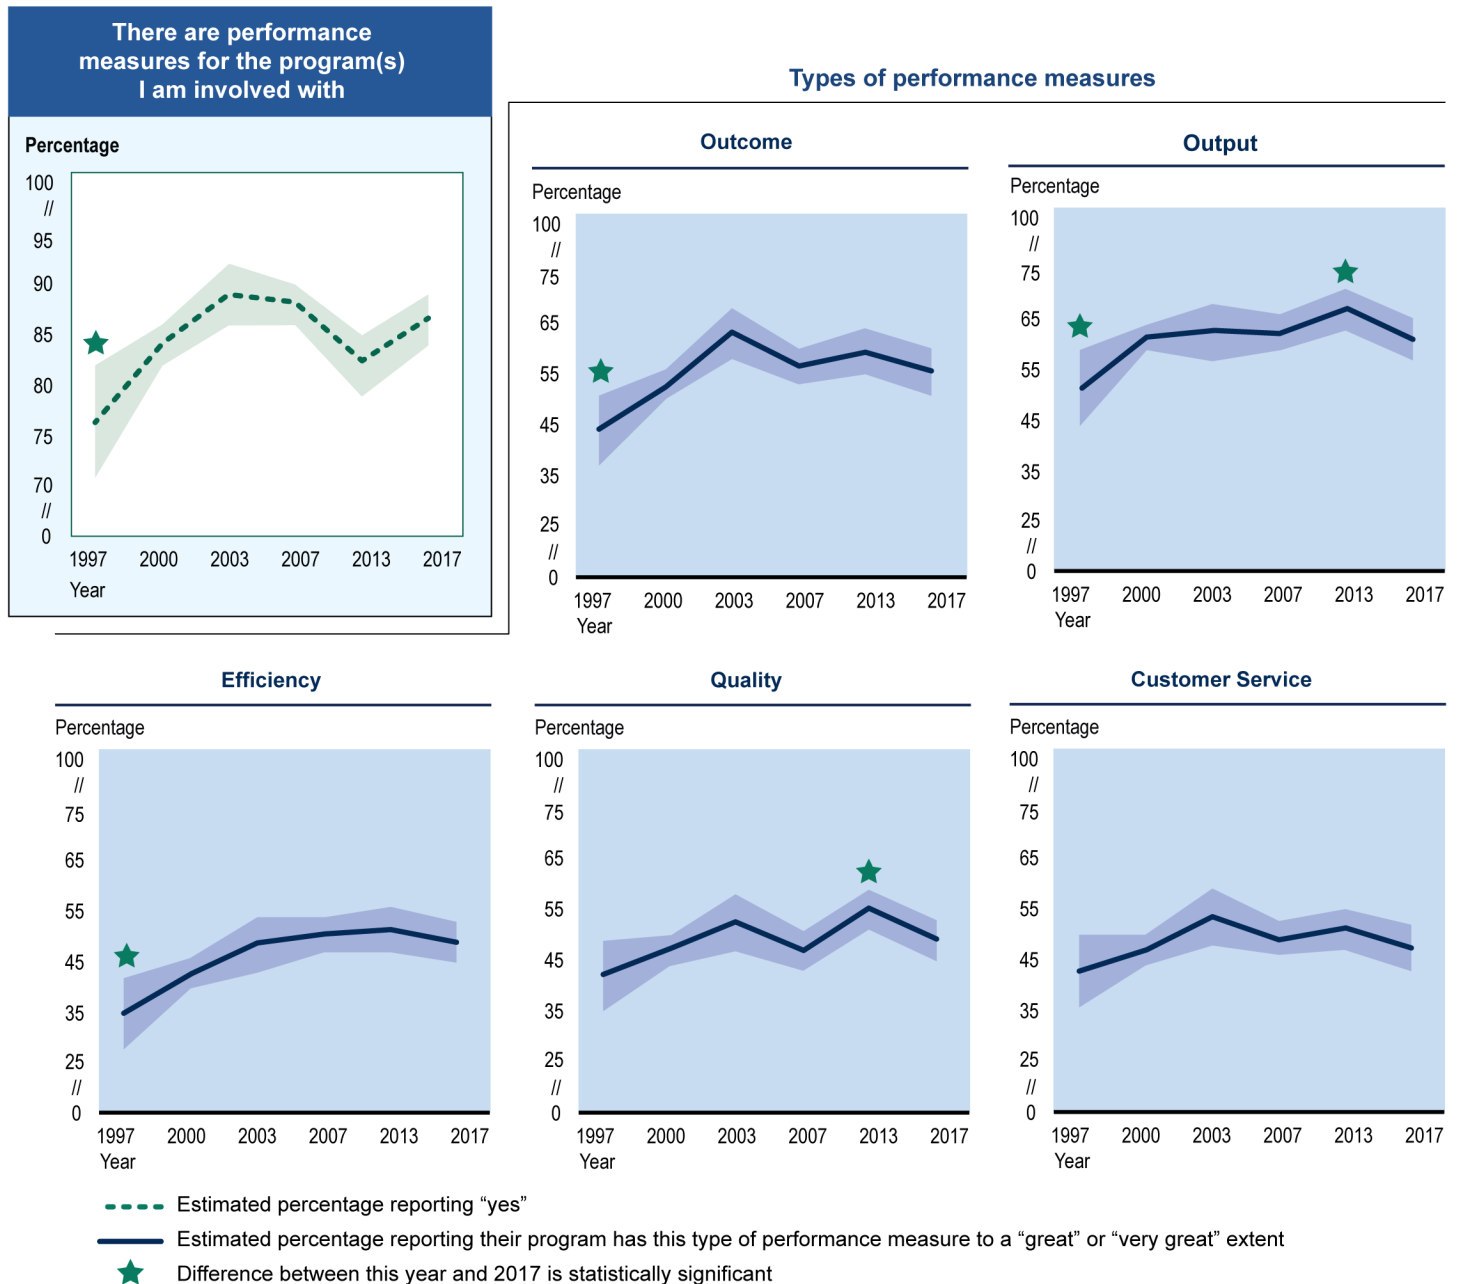 There are performance
measures for the program(s)
I am involved with
Percentage
100
//
95
90
85
80
75
70
//
0
1997 2000 2003 2007 2013 2017
Year
Types of performance measures
Outcome
Percentage
100
//
75
65
55
45
35
25
//
0
1997 2000 2003 2007 2013 2017
Year
Output
Percentage
100
//
75
65
55
45
35
25
//
0
1997 2000 2003 2007 2013 2017
Year
Efficiency
Percentage
100
//
75
65
55
45
35
25
//
0
1997 2000 2003 2007 2013 2017
Year
Quality
Percentage
100
//
75
65
55
45
35
25
//
0
1997 2000 2003 2007 2013 2017
Year
Customer Service
Percentage
100
//
75
65
55
45
35
25
//
0
1997 2000 2003 2007 2013 2017
Year
Estimated percentage reporting “yes”
Estimated percentage reporting their program has this type of performance measure to a “great” or “very great” extent
Difference between this year and 2017 is statistically significant